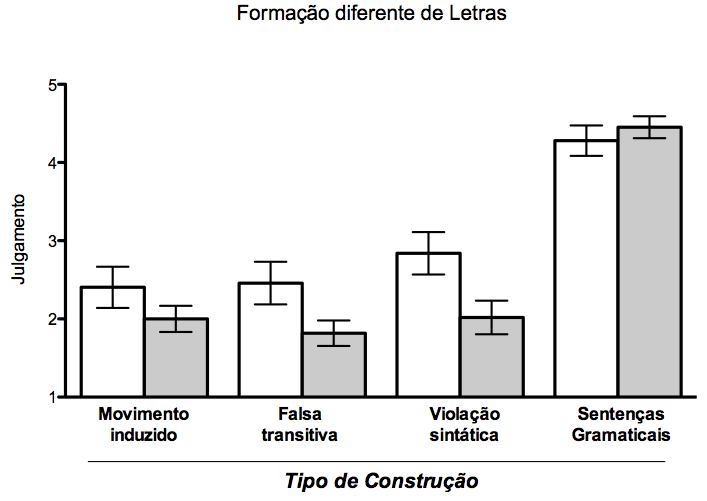 Formação diferente de Letras
5
4
3
2
1
Julgamento
Movimento
induzido
Falsa
transitiva
Violação
sintática
Sentenças
Gramaticais
Tipo de Construção